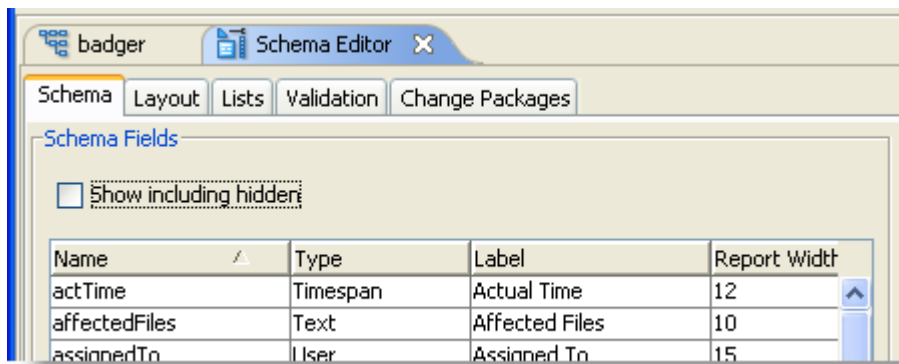 badger Schema Editor
Schema Layout Lists Validation Change Packages
Schema Fields
Show including hidden
Name Type Label Report Width
actTime Timespan Actual Time 12
affectedFiles Text Affected Files 10
assignedTo User Assigned To 15